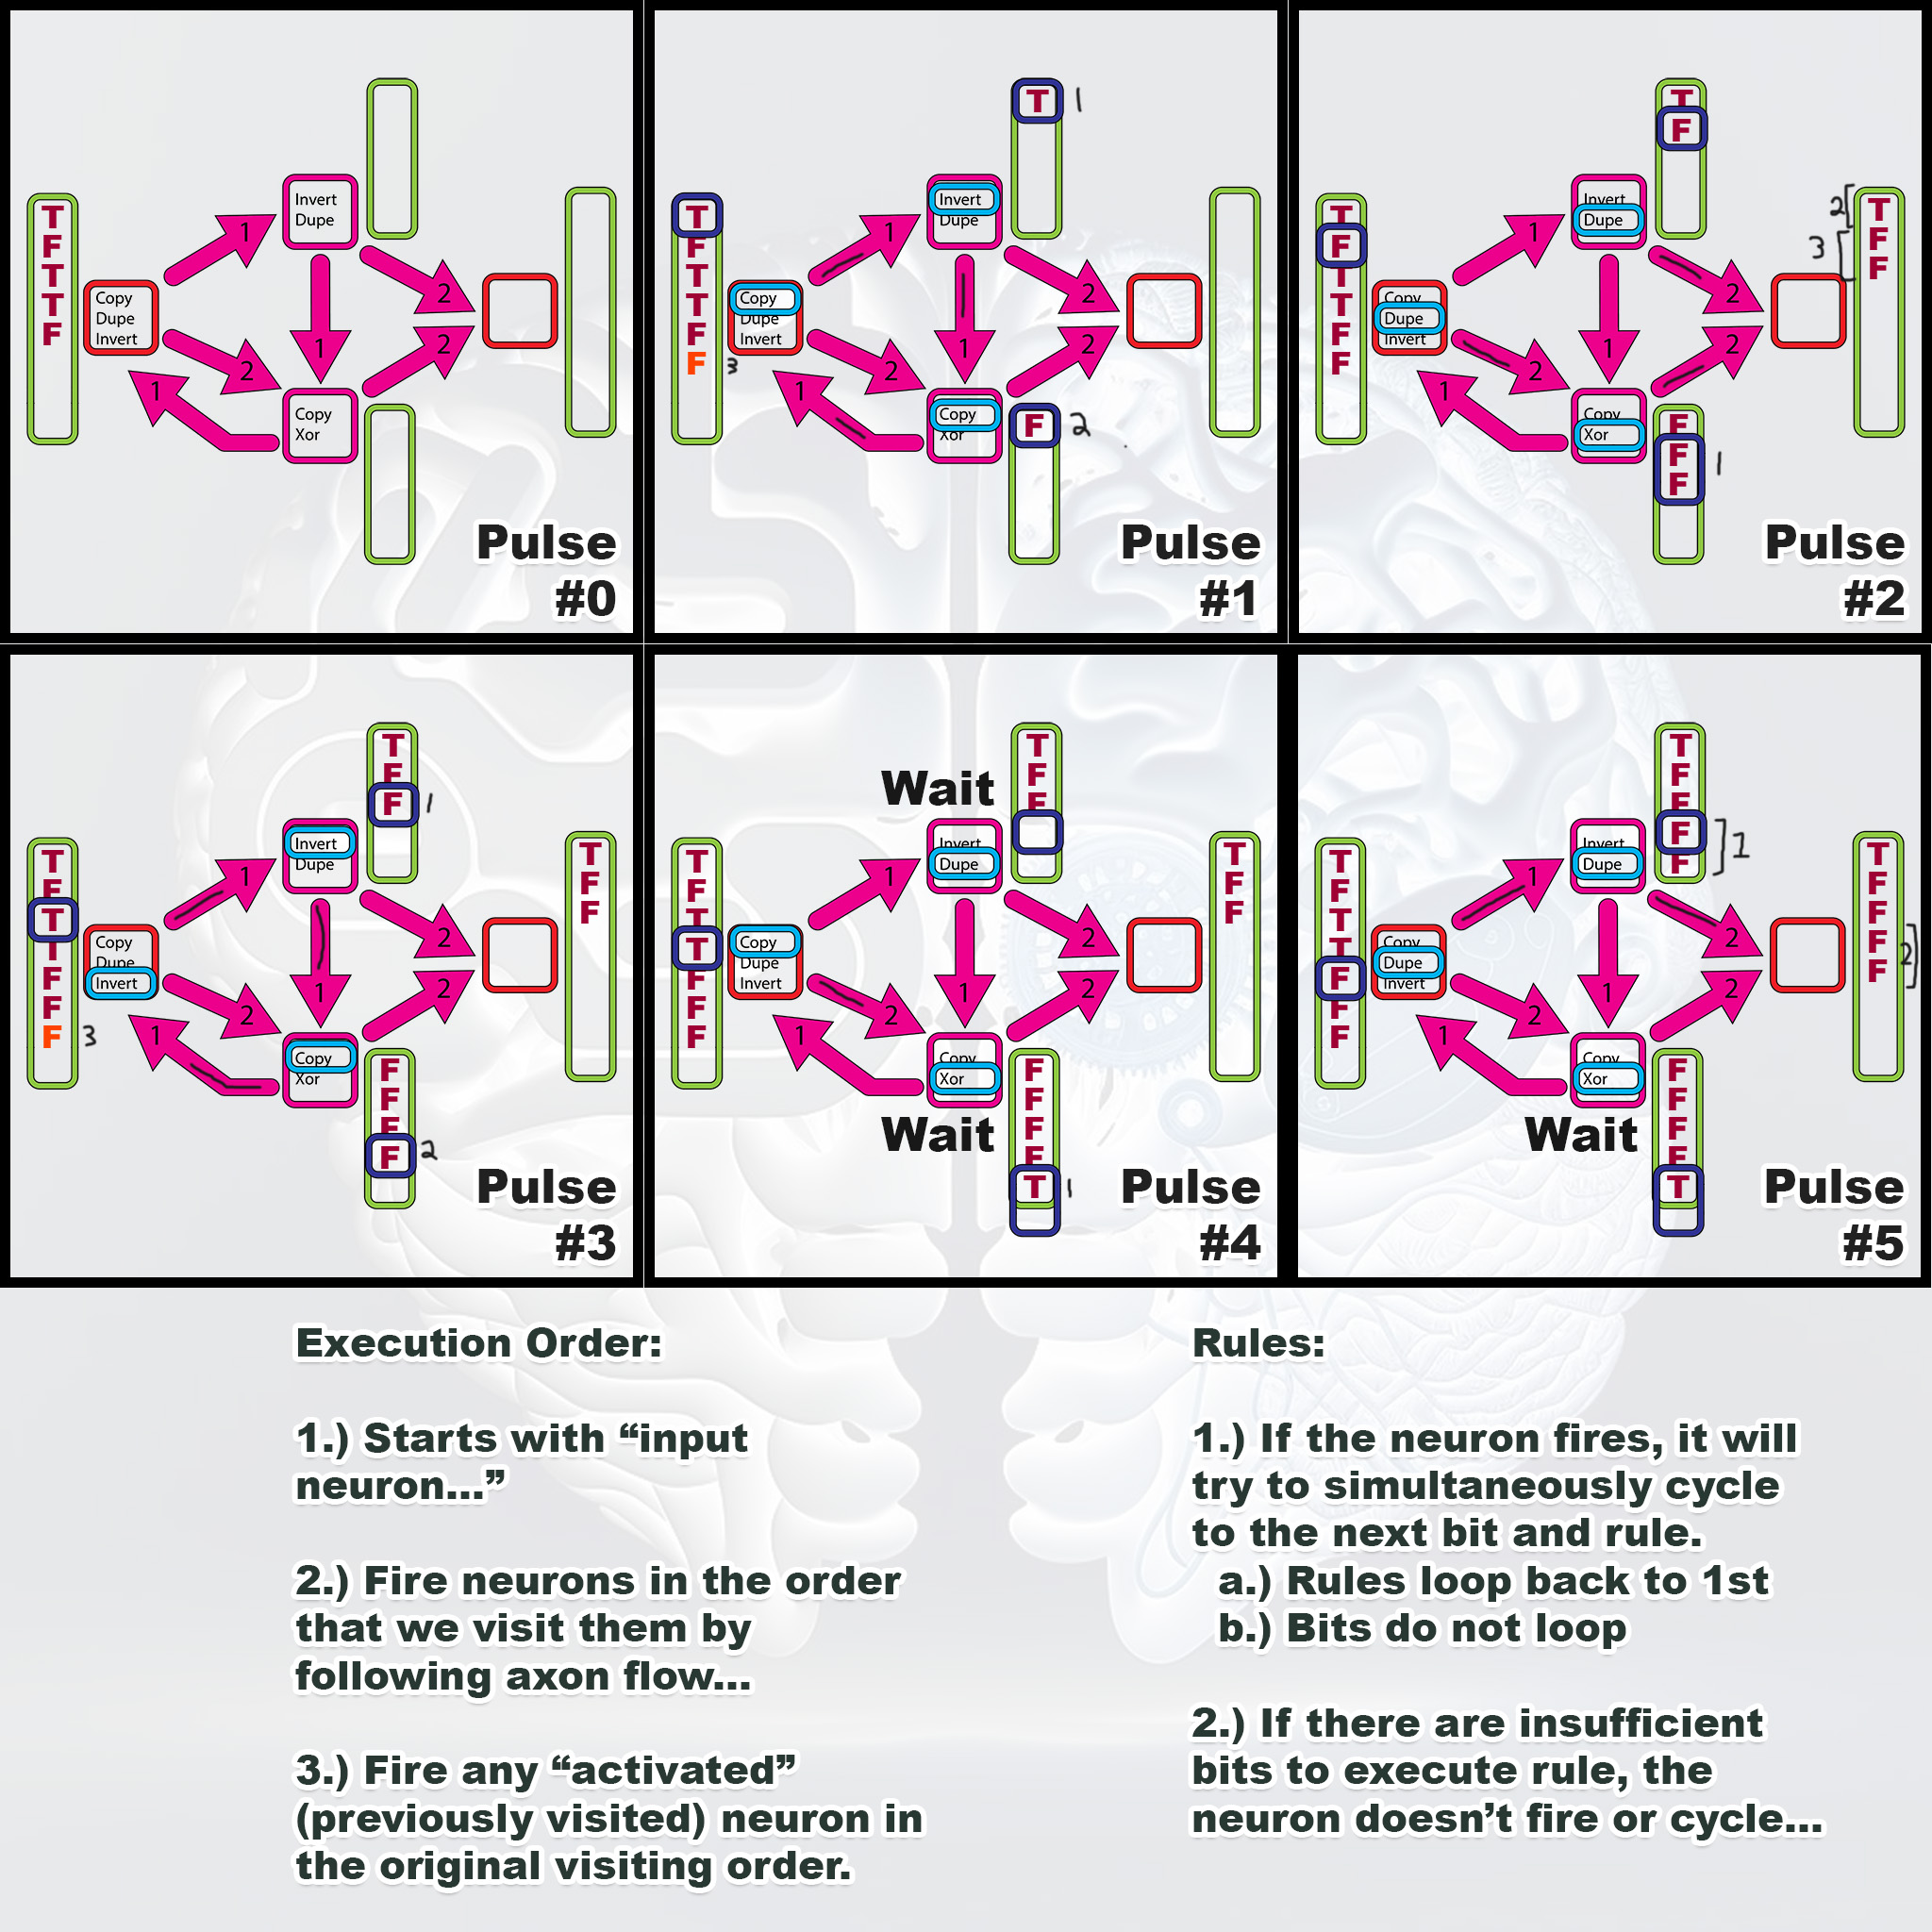 T
F
T
T
F
Copy
Dupe
Invert
1
2
1
Invert
Dupe
1
2
2
Copy
Xor
Pulse
#0
T
F
T
T
F
F 3
Copy
Dupe
Invert
1
2
1
Invert
Dupe
T 1
1
2
2
Copy
Xor
F 2
Pulse
#1
T
F
T
T
F
F
Copy
Dupe
Invert
1
2
1
Invert
Dupe
T
F
1
2
2
Copy
Xor
F
F
F
1
2 T
3 F
F
Pulse
#2
T
F
T
T
F
F
F 3
Copy
Dupe
Invert
1
2
1
Invert
Dupe
T
F
F 1
1
2
2
Copy
Xor
F
F
F
F 2
T
F
F
Pulse
#3
T
F
T
T
F
F
F
Copy
Dupe
Invert
1
2
1
Wait
Invert
Dupe
T
F
F
1
2
2
Copy
Xor
Wait
F
F
F
F
T 1
T
F
F
Pulse
#4
T
F
T
T
F
F
F
Copy
Dupe
Invert
1
2
1
Invert
Dupe
T
F
F
F
F
1
1
2
2
Copy
Xor
Wait
F
F
F
F
T
T
F
F
F
F
2
Pulse
#5
Execution Order:
1.) Starts with “input
neuron...”
2.) Fire neurons in the order
that we visit them by
following axon flow...
3.) Fire any “activated”
(previously visited) neuron in
the original visiting order.
Rules:
1.) If the neuron fires, it will
try to simultaneously cycle
to the next bit and rule.
a.) Rules loop back to 1st
b.) Bits do not loop
2.) If there are insufficient
bits to execute rule, the
neuron doesn’t fire or cycle...